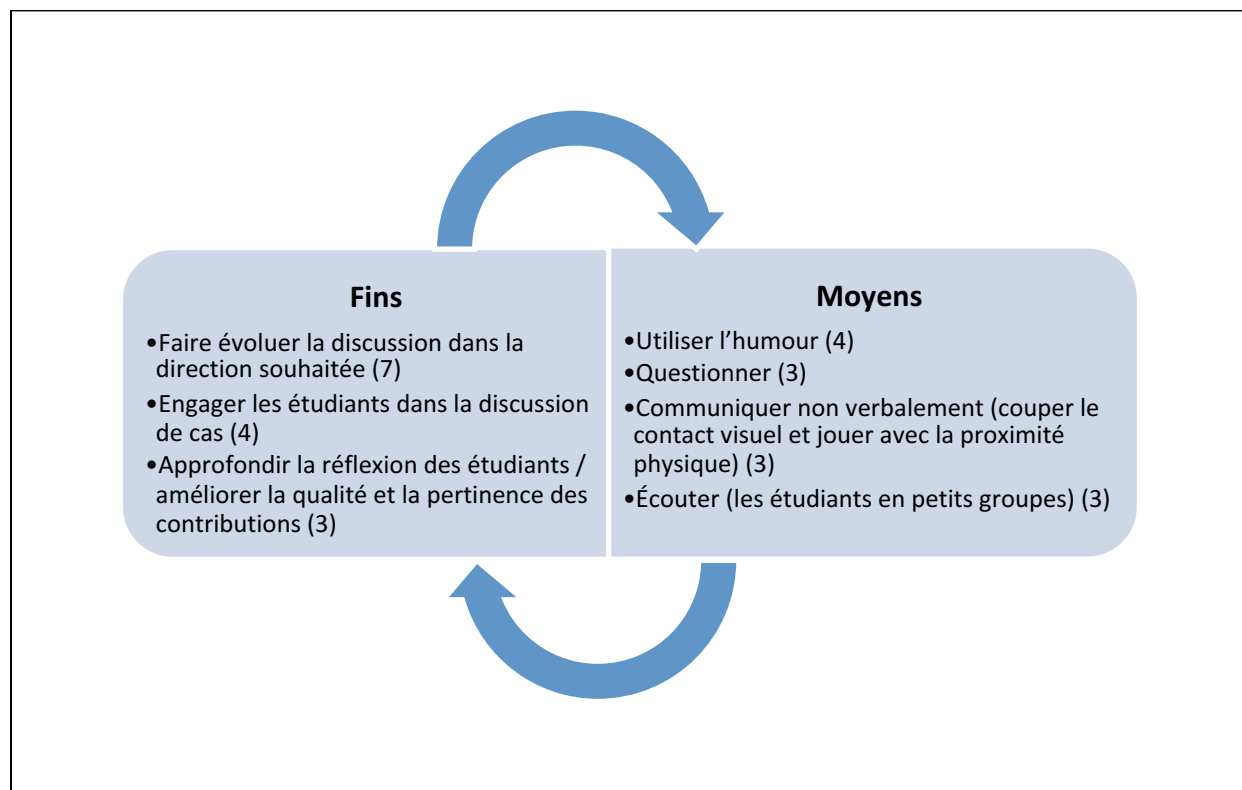 Fins
•Faire évoluer la discussion dans la
direction souhaitée (7)
•Engager les étudiants dans la discussion
de cas (4)
•Approfondir la réflexion des étudiants /
améliorer la qualité et la pertinence des
contributions (3)
Moyens
•Utiliser l’humour (4)
•Questionner (3)
•Communiquer non verbalement (couper le
contact visuel et jouer avec la proximité
physique) (3)
•Écouter (les étudiants en petits groupes) (3)